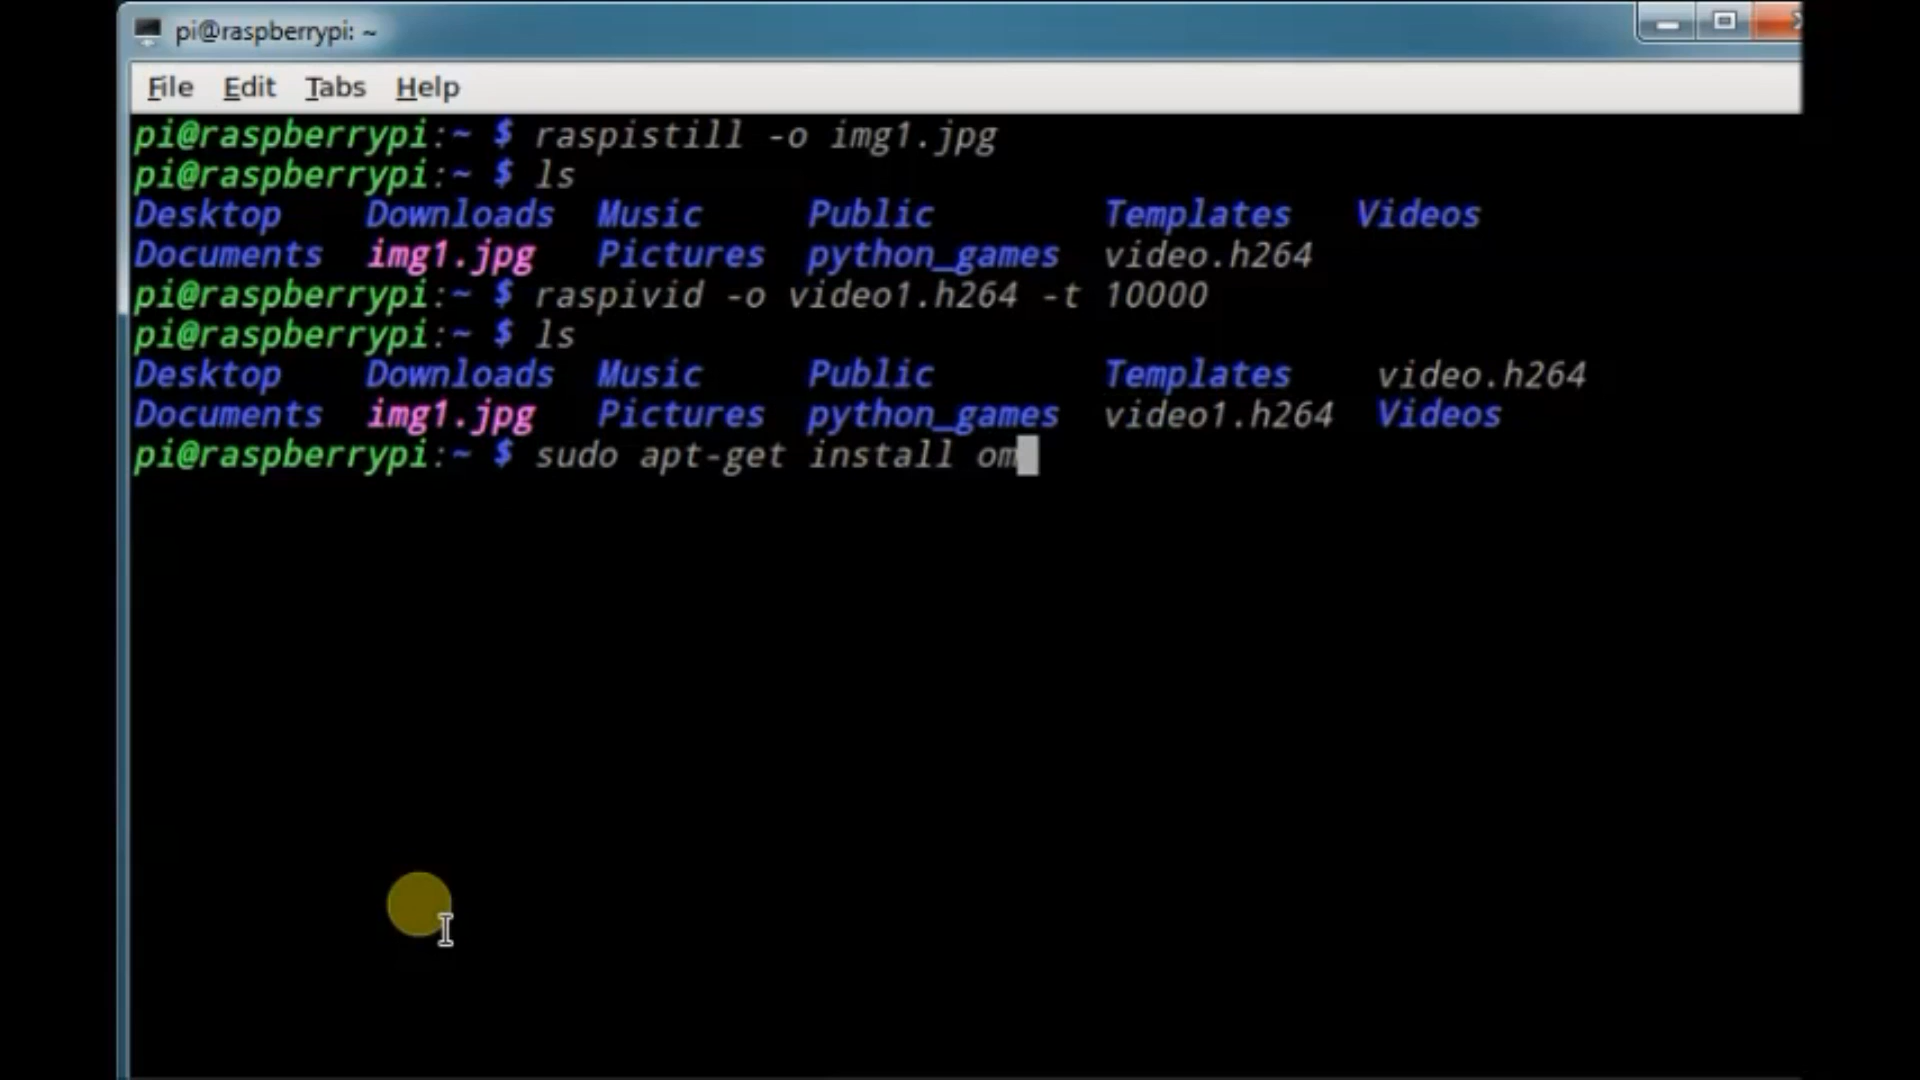 pi@raspberrypi: ~
File Edit Tabs Help
pi@raspberrypi:~ $ raspistill -o img1.jpg
pi@raspberrypi:~ $ ls
Desktop Downloads Music Public Templates Videos
Documents img1.jpg Pictures python_games video.h264
pi@raspberrypi:~ $ raspivid -o video1.h264 -t 10000
pi@raspberrypi:~ $ ls
Desktop Downloads Music Public Templates video.h264
Documents img1.jpg Pictures python_games video1.h264 Videos
pi@raspberrypi:~ $ sudo apt-get install om